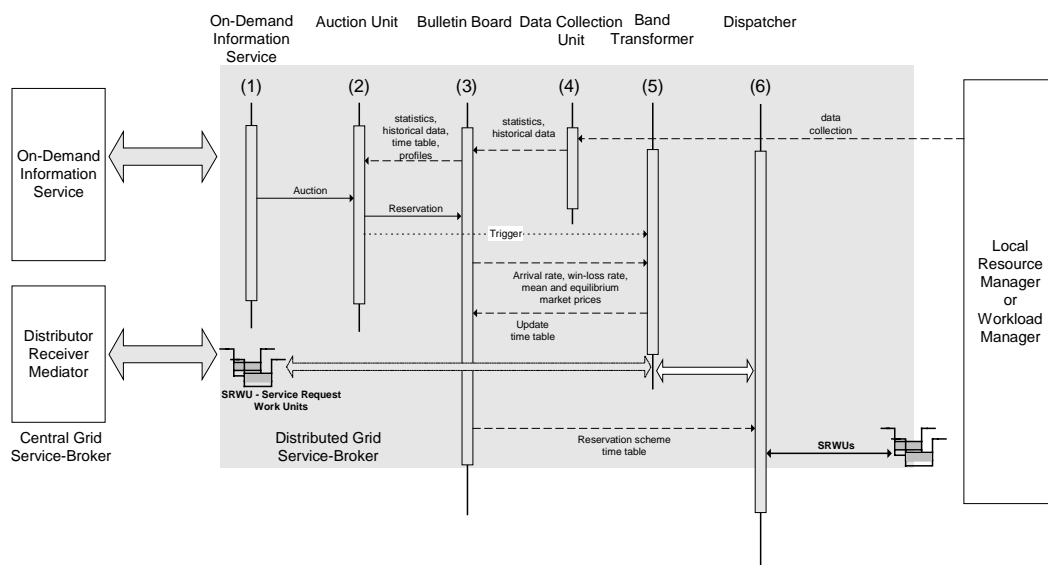 On-Demand
Information
Service
Auction Unit
Bulletin Board
Data Collection
Unit
Band
Transformer
Dispatcher
(1)
(2)
(3)
(4)
(5)
(6)
On-Demand
Information
Service
statistics,
historical data,
time table,
profiles
statistics,
historical data
data
collection
Auction
Reservation
Trigger
Arrival rate, win-loss rate,
mean and equilibrium
market prices
Update
time table
Local
Resource
Manager
or
Workload
Manager
Distributor
Receiver
Mediator
SRWU - Service Request
Work Units
Central Grid
Service-Broker
Distributed Grid
Service-Broker
Reservation scheme
time table
SRWUs